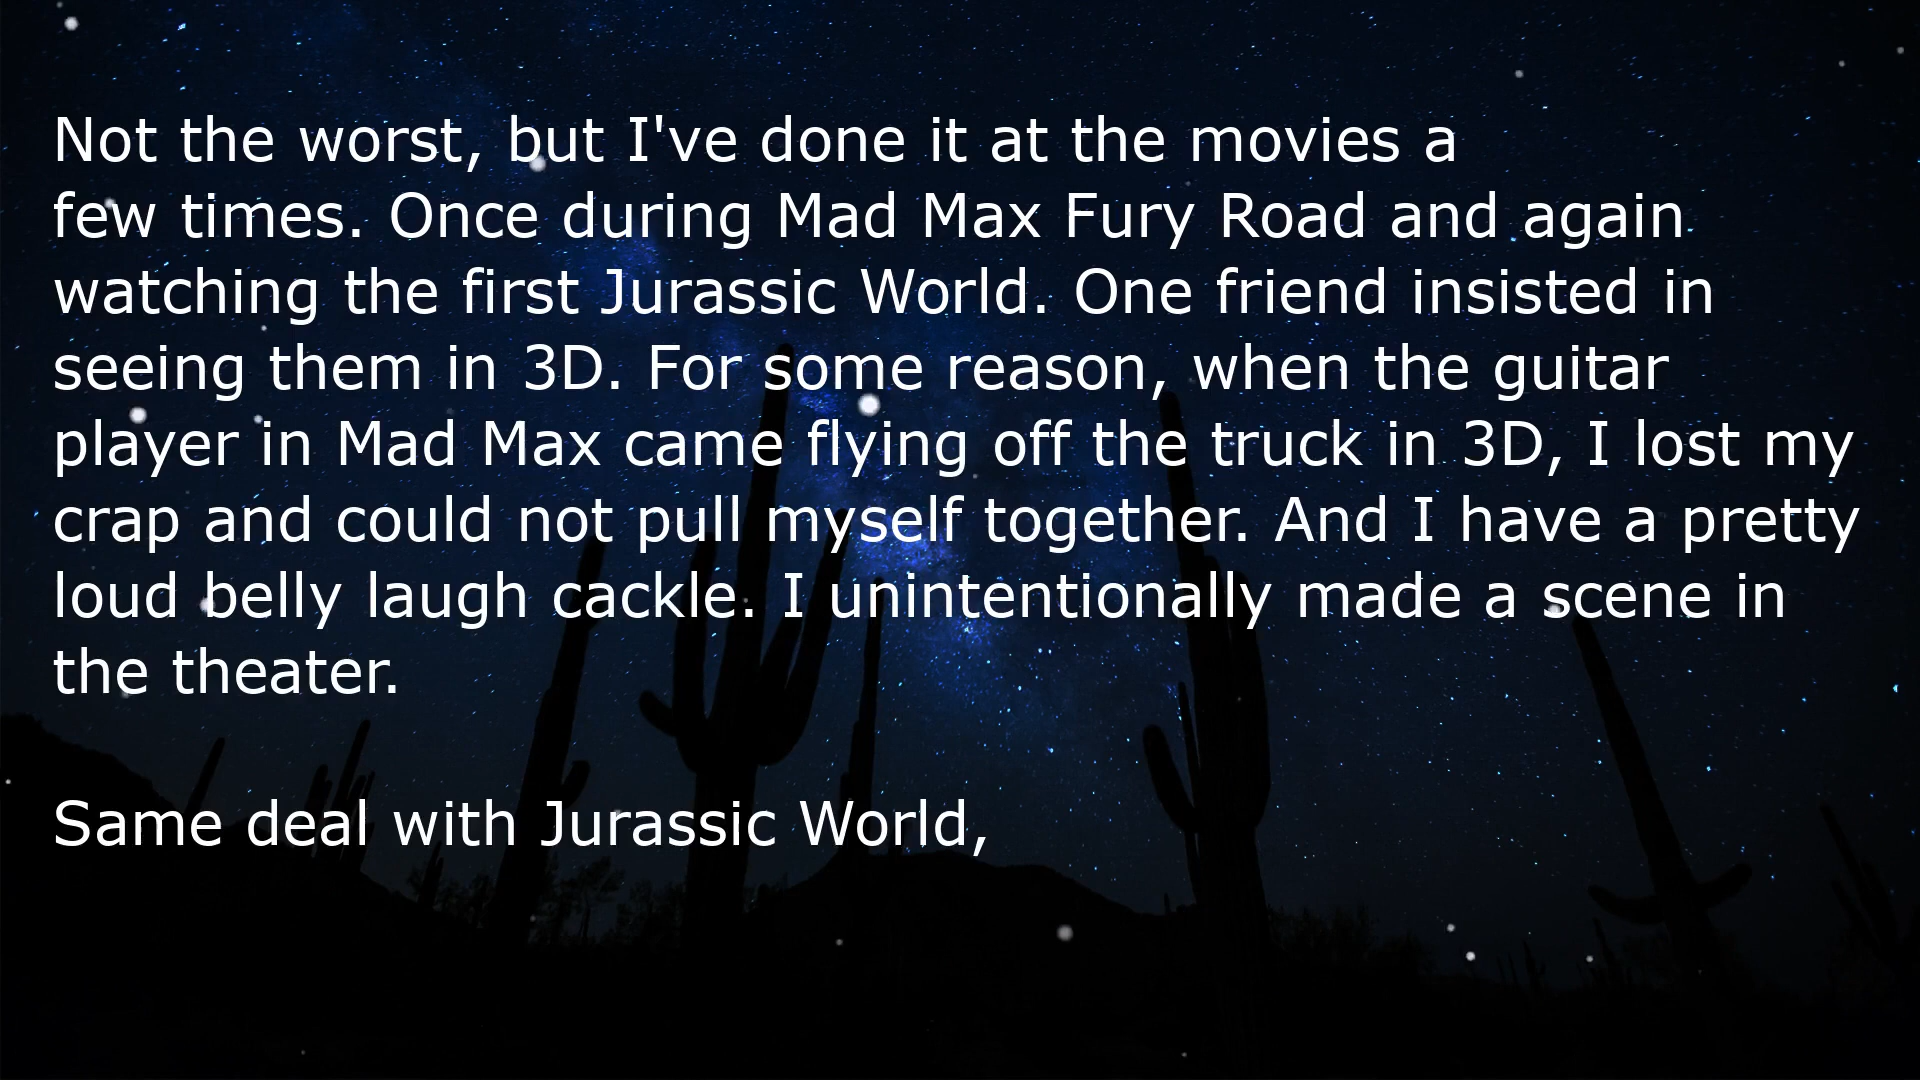 Not the worst, but I've done it at the movies a
few times. Once during Mad Max Fury Road and again
watching the first Jurassic World. One friend insisted in
seeing them in 3D. For some reason, when the guitar
player in Mad Max came flying off the truck in 3D, I lost my
crap and could not pull myself together. And I have a pretty
loud belly laugh cackle. I unintentionally made a scene in
the theater.
Same deal with Jurassic World,